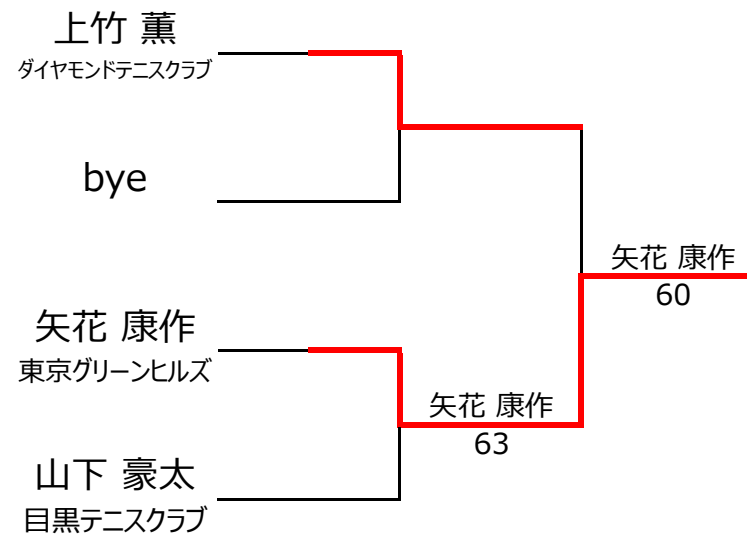 上竹 薫
ダイヤモンドテニスクラブ
bye
矢花 康作
60
矢花 康作
東京グリーンヒルズ
矢花 康作
63
山下 豪太
目黒テニスクラブ